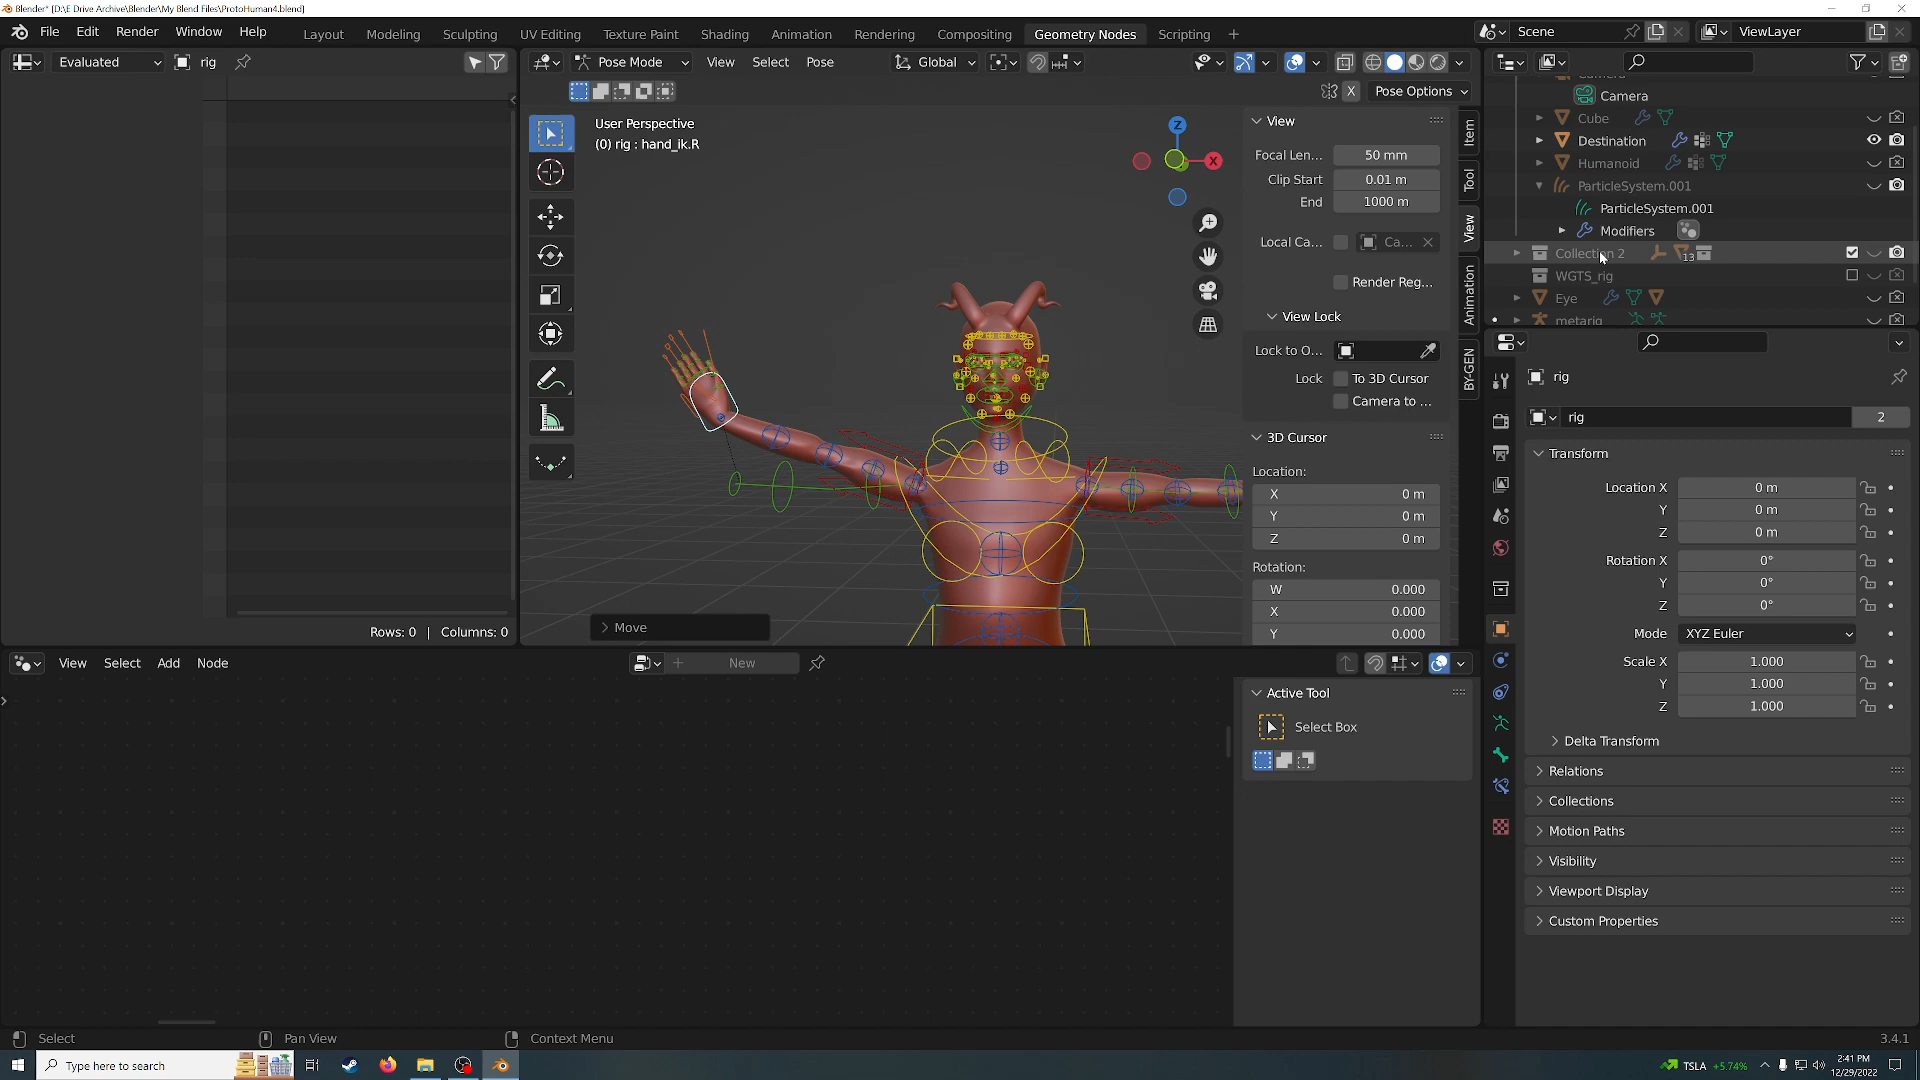 Blender* [D:\E Drive Archive\Blender\My Blend Files\ProtoHuman4.blend]
File Edit Render Window Help
Layout Modeling Sculpting UV Editing Texture Paint Shading Animation Rendering Compositing Geometry Nodes Scripting +
Scene
ViewLayer
Evaluated
rig
Pose Mode
View Select Pose
Global
X
Pose Options
User Perspective
(0) rig : hand_ik.R
Z
X
Move
Rows: 0 | Columns: 0
View
Focal Len... 50 mm
Clip Start 0.01 m
End 1000 m
Local Ca... Ca...
Render Reg...
View Lock
Lock to O...
Lock To 3D Cursor
Camera to ...
3D Cursor
Location:
X 0 m
Y 0 m
Z 0 m
Rotation:
W 0.000
X 0.000
Y 0.000
Item
Tool
View
Animation
BY-GEN
Camera
Camera
Cube
Destination
Humanoid
ParticleSystem.001
ParticleSystem.001
Modifiers
Collection 2 13
WGTS_rig
Eye
metarig
rig
rig 2
Transform
Location X 0 m
Y 0 m
Z 0 m
Rotation X 0°
Y 0°
Z 0°
Mode XYZ Euler
Scale X 1.000
Y 1.000
Z 1.000
Delta Transform
Relations
Collections
Motion Paths
Visibility
Viewport Display
Custom Properties
View Select Add Node
New
Active Tool
Select Box
Select Pan View Context Menu
3.4.1
Type here to search
TSLA +5.74%
2:41 PM
12/29/2022